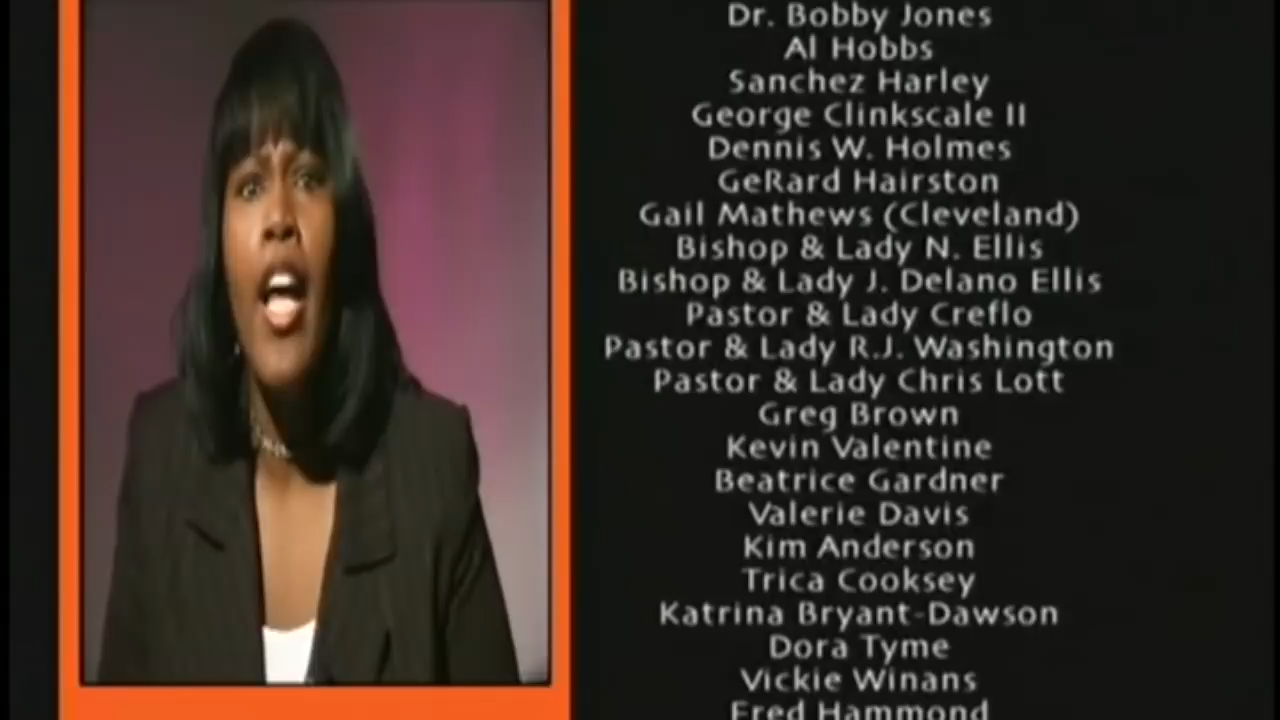 Dr. Bobby Jones
Al Hobbs
Sanchez Harley
George Clinkscale II
Dennis W. Holmes
GeRard Hairston
Gail Mathews (Cleveland)
Bishop & Lady N. Ellis
Bishop & Lady J. Delano Ellis
Pastor & Lady Creflo
Pastor & Lady R.J. Washington
Pastor & Lady Chris Lott
Greg Brown
Kevin Valentine
Beatrice Gardner
Valerie Davis
Kim Anderson
Trica Cooksey
Katrina Bryant-Dawson
Dora Tyme
Vickie Winans
Fred Hammond